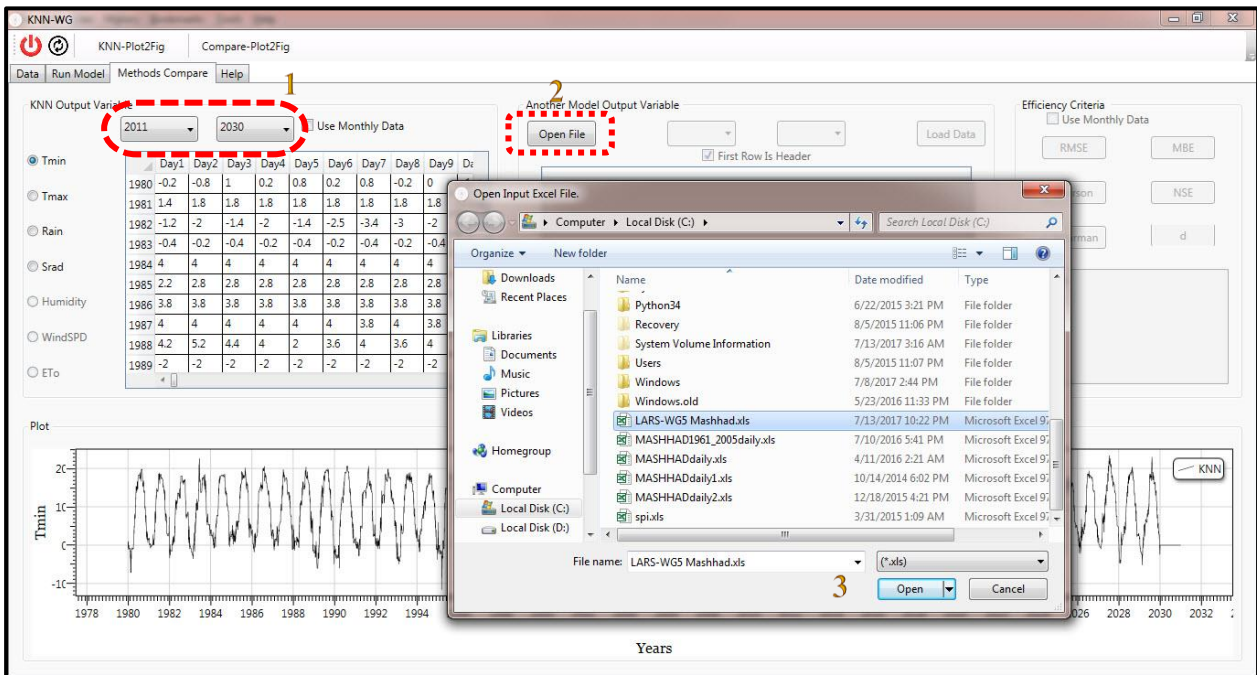 KNN-WG
KNN-Plot2Fig Compare-Plot2Fig
Data Run Model Methods Compare Help
1
KNN Output Variable
2011 2030 Use Monthly Data
Tmin
Tmax
Rain
Srad
Humidity
WindSPD
ETo
Day1 Day2 Day3 Day4 Day5 Day6 Day7 Day8 Day9
1980 -0.2 -0.8 1 0.2 0.8 0.2 0.8 -0.2 0
1981 1.4 1.8 1.8 1.8 1.8 1.8 1.8 1.8 1.8
1982 -1.2 -2 -1.4 -2 -1.4 -2.5 -3.4 -3 -2
1983 -0.4 -0.2 -0.4 -0.2 -0.4 -0.2 -0.4 -0.2 -0.4
1984 4 4 4 4 4 4 4 4 4
1985 2.2 2.8 2.8 2.8 2.8 2.8 2.8 2.8 2.8
1986 3.8 3.8 3.8 3.8 3.8 3.8 3.8 3.8 3.8
1987 4 4 4 4 4 4 3.8 4 3.8
1988 4.2 5.2 4.4 4 2 3.6 4 3.6 4
1989 -2 -2 -2 -2 -2 -2 -2 -2 -2
2
Another Model Output Variable
Open File Load Data
First Row Is Header
Efficiency Criteria
Use Monthly Data
RMSE MBE
NSE
d
Open Input Excel File.
Computer Local Disk (C:) Search Local Disk (C:)
Organize New folder
Downloads
Recent Places
Libraries
Documents
Music
Pictures
Videos
Homegroup
Computer
Local Disk (C:)
Local Disk (D:)
Name Date modified Type
Python34 6/22/2015 3:21 PM File folder
Recovery 8/5/2015 11:06 PM File folder
System Volume Information 7/13/2017 3:16 AM File folder
Users 8/5/2015 11:07 PM File folder
Windows 7/8/2017 2:44 PM File folder
Windows.old 5/23/2016 11:33 PM File folder
LARS-WG5 Mashhad.xls 7/13/2017 10:22 PM Microsoft Excel 97
MASHHAD1961_2005daily.xls 7/10/2016 5:41 PM Microsoft Excel 97
MASHHADdaily.xls 4/11/2016 2:21 AM Microsoft Excel 97
MASHHADdaily1.xls 10/14/2014 6:02 PM Microsoft Excel 97
MASHHADdaily2.xls 12/18/2015 4:21 PM Microsoft Excel 97
spi.xls 3/31/2015 1:09 AM Microsoft Excel 97
File name: LARS-WG5 Mashhad.xls (*.xls)
3
Open Cancel
Plot
KNN
Tmin
-10
1978 1980 1982 1984 1986 1988 1990 1992 1994 2028 2030 2032
Years